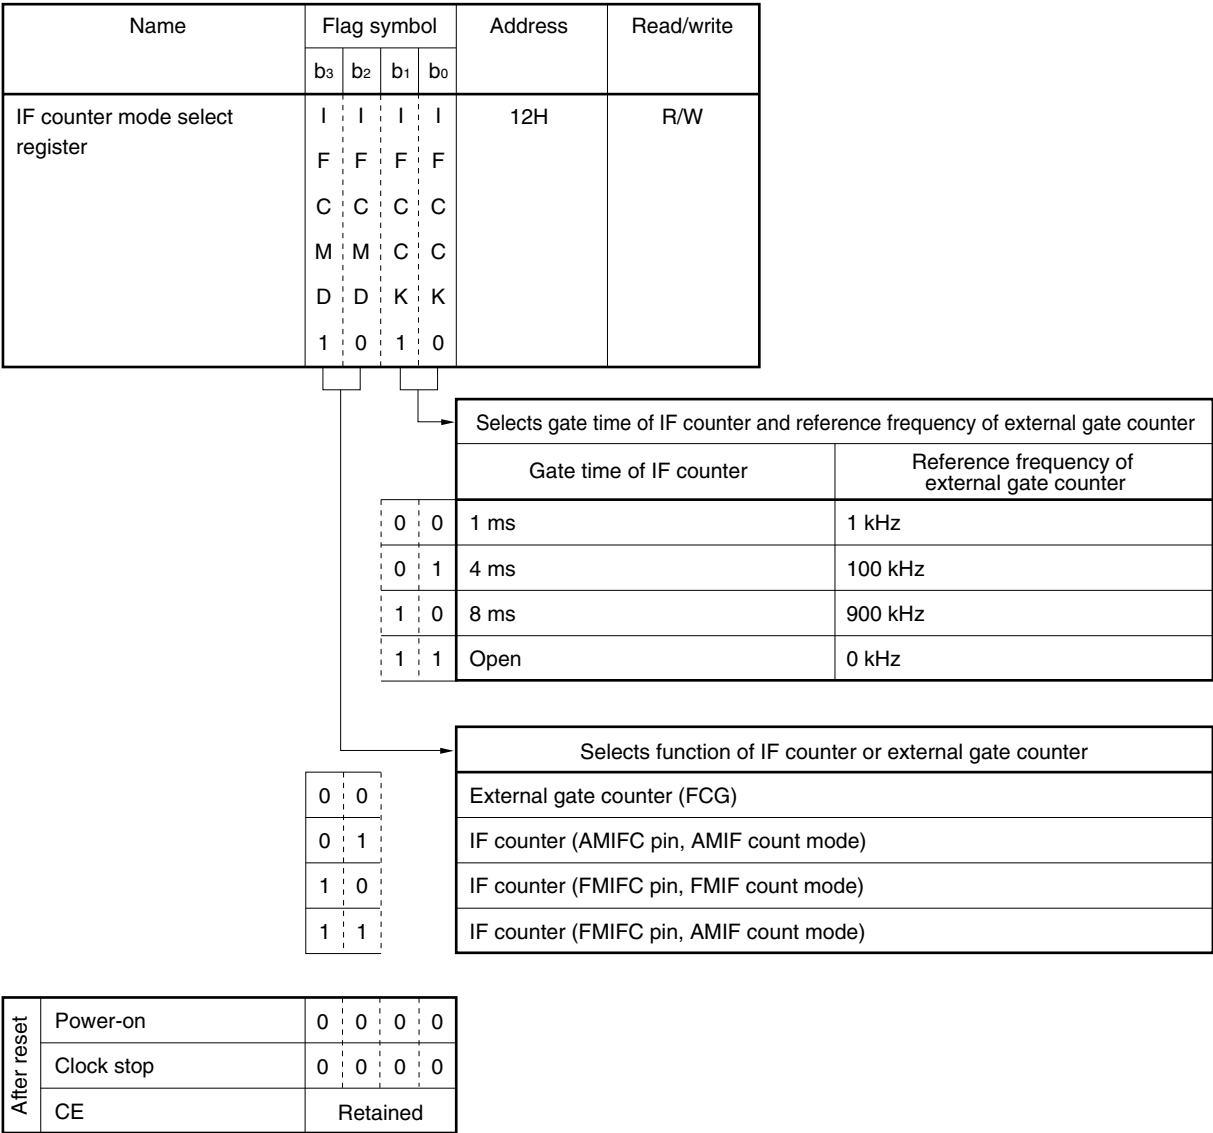 Name Flag symbol Address Read/write
b3 b2 b1 b0
IF counter mode select I I I I 12H R/W
register
F F F F
C C C C
M M C C
D D K K
1 0 1 0
Selects gate time of IF counter and reference frequency of external gate counter
Gate time of IF counter Reference frequency of
external gate counter
0 0 1 ms 1 kHz
0 1 4 ms 100 kHz
1 0 8 ms 900 kHz
1 1 Open 0 kHz
Selects function of IF counter or external gate counter
0 0 External gate counter (FCG)
0 1 IF counter (AMIFC pin, AMIF count mode)
1 0 IF counter (FMIFC pin, FMIF count mode)
1 1 IF counter (FMIFC pin, AMIF count mode)
After reset
Power-on 0 0 0 0
Clock stop 0 0 0 0
CE Retained